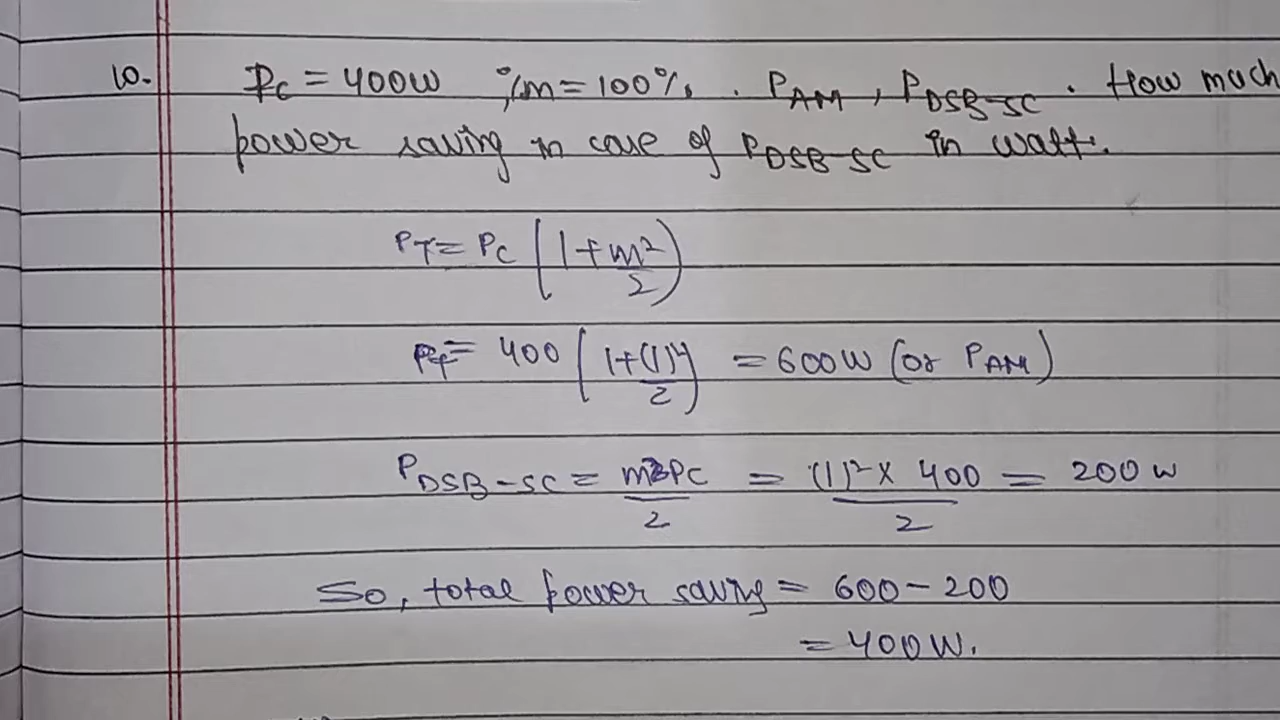 10. Pc = 400W %m = 100%. . PAM, PDSB-SC. How much
power saving in case of PDSB-SC in watt.
PT = Pc (1+m²/2)
PT = 400 (1+(1)²/2) = 600W (or PAM)
PDSB-SC = m²Pc/2 = (1)² x 400/2 = 200 W
So, total power saving = 600 - 200
= 400W.